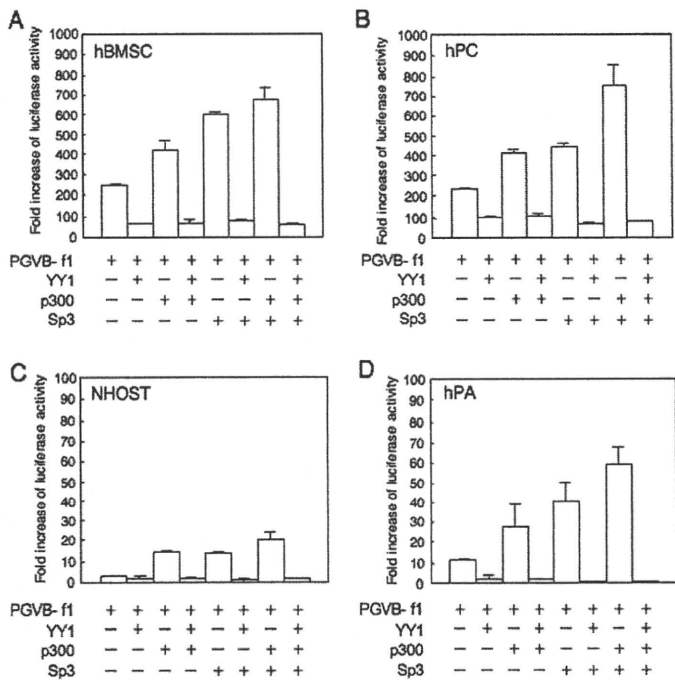 A
hBMSC
Fold increase of luciferase activity
1000
900
800
700
600
500
400
300
200
100
0
PGVB- f1 + + + + + + + +
YY1 − + − + − + − +
p300 − − + + − − + +
Sp3 − − − − + + + +
B
hPC
Fold increase of luciferase activity
1000
900
800
700
600
500
400
300
200
100
0
PGVB- f1 + + + + + + + +
YY1 − + − + − + − +
p300 − − + + − − + +
Sp3 − − − − + + + +
C
NHOST
Fold increase of luciferase activity
100
90
80
70
60
50
40
30
20
10
0
PGVB- f1 + + + + + + + +
YY1 − + − + − + − +
p300 − − + + − − + +
Sp3 − − − − + + + +
D
hPA
Fold increase of luciferase activity
100
90
80
70
60
50
40
30
20
10
0
PGVB- f1 + + + + + + + +
YY1 − + − + − + − +
p300 − − + + − − + +
Sp3 − − − − + + + +